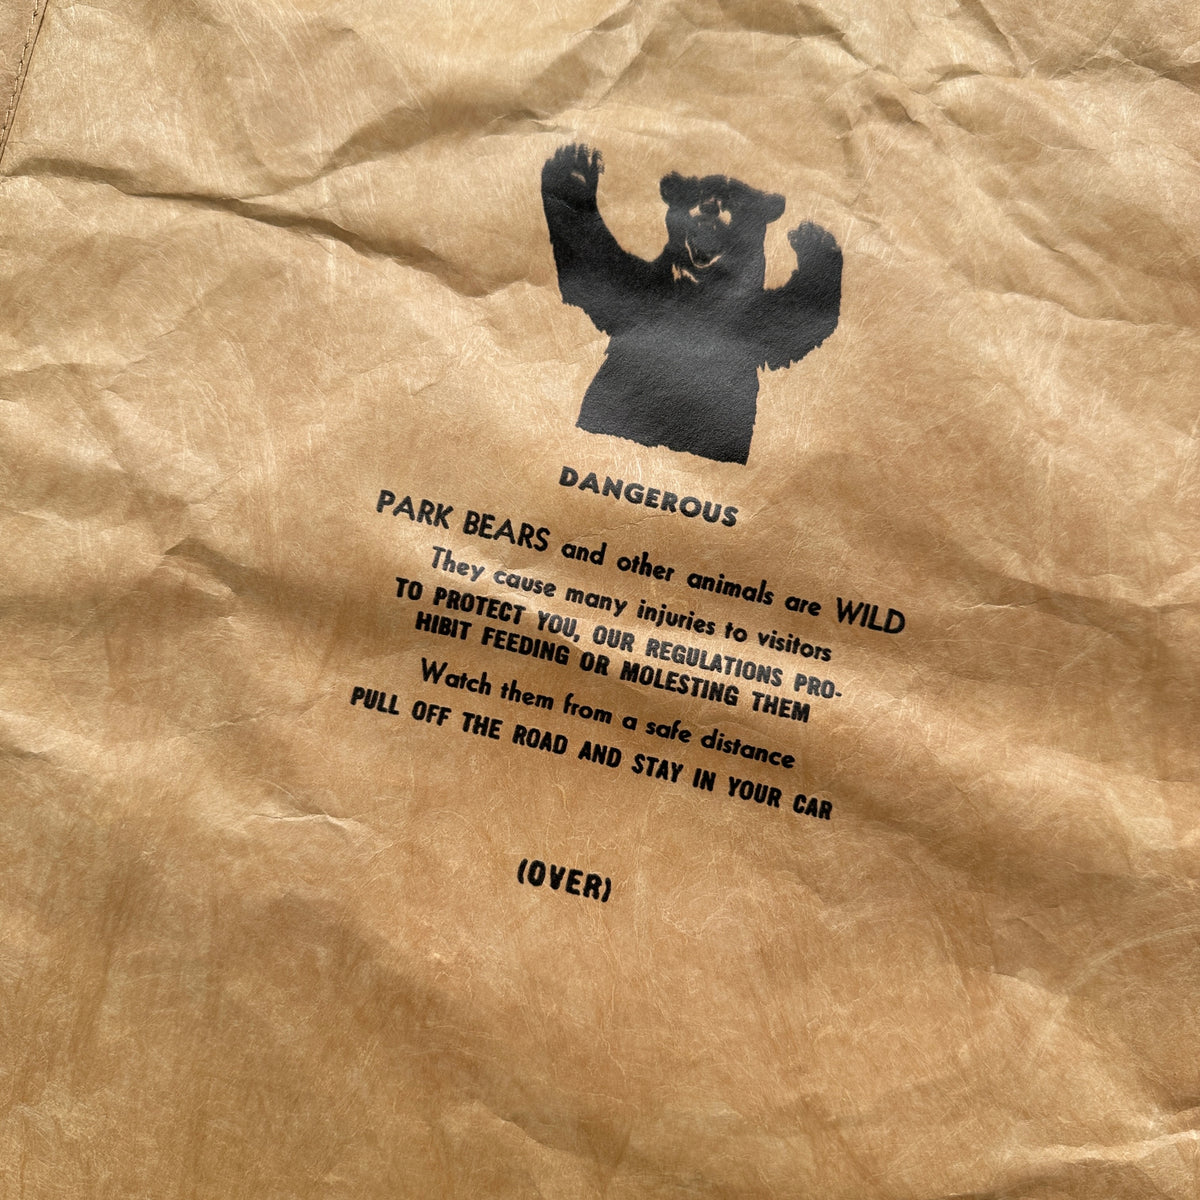 DANGEROUS
PARK BEARS and other animals are WILD
They cause many injuries to visitors
TO PROTECT YOU, OUR REGULATIONS PRO-
HIBIT FEEDING OR MOLESTING THEM
Watch them from a safe distance
PULL OFF THE ROAD AND STAY IN YOUR CAR
(OVER)